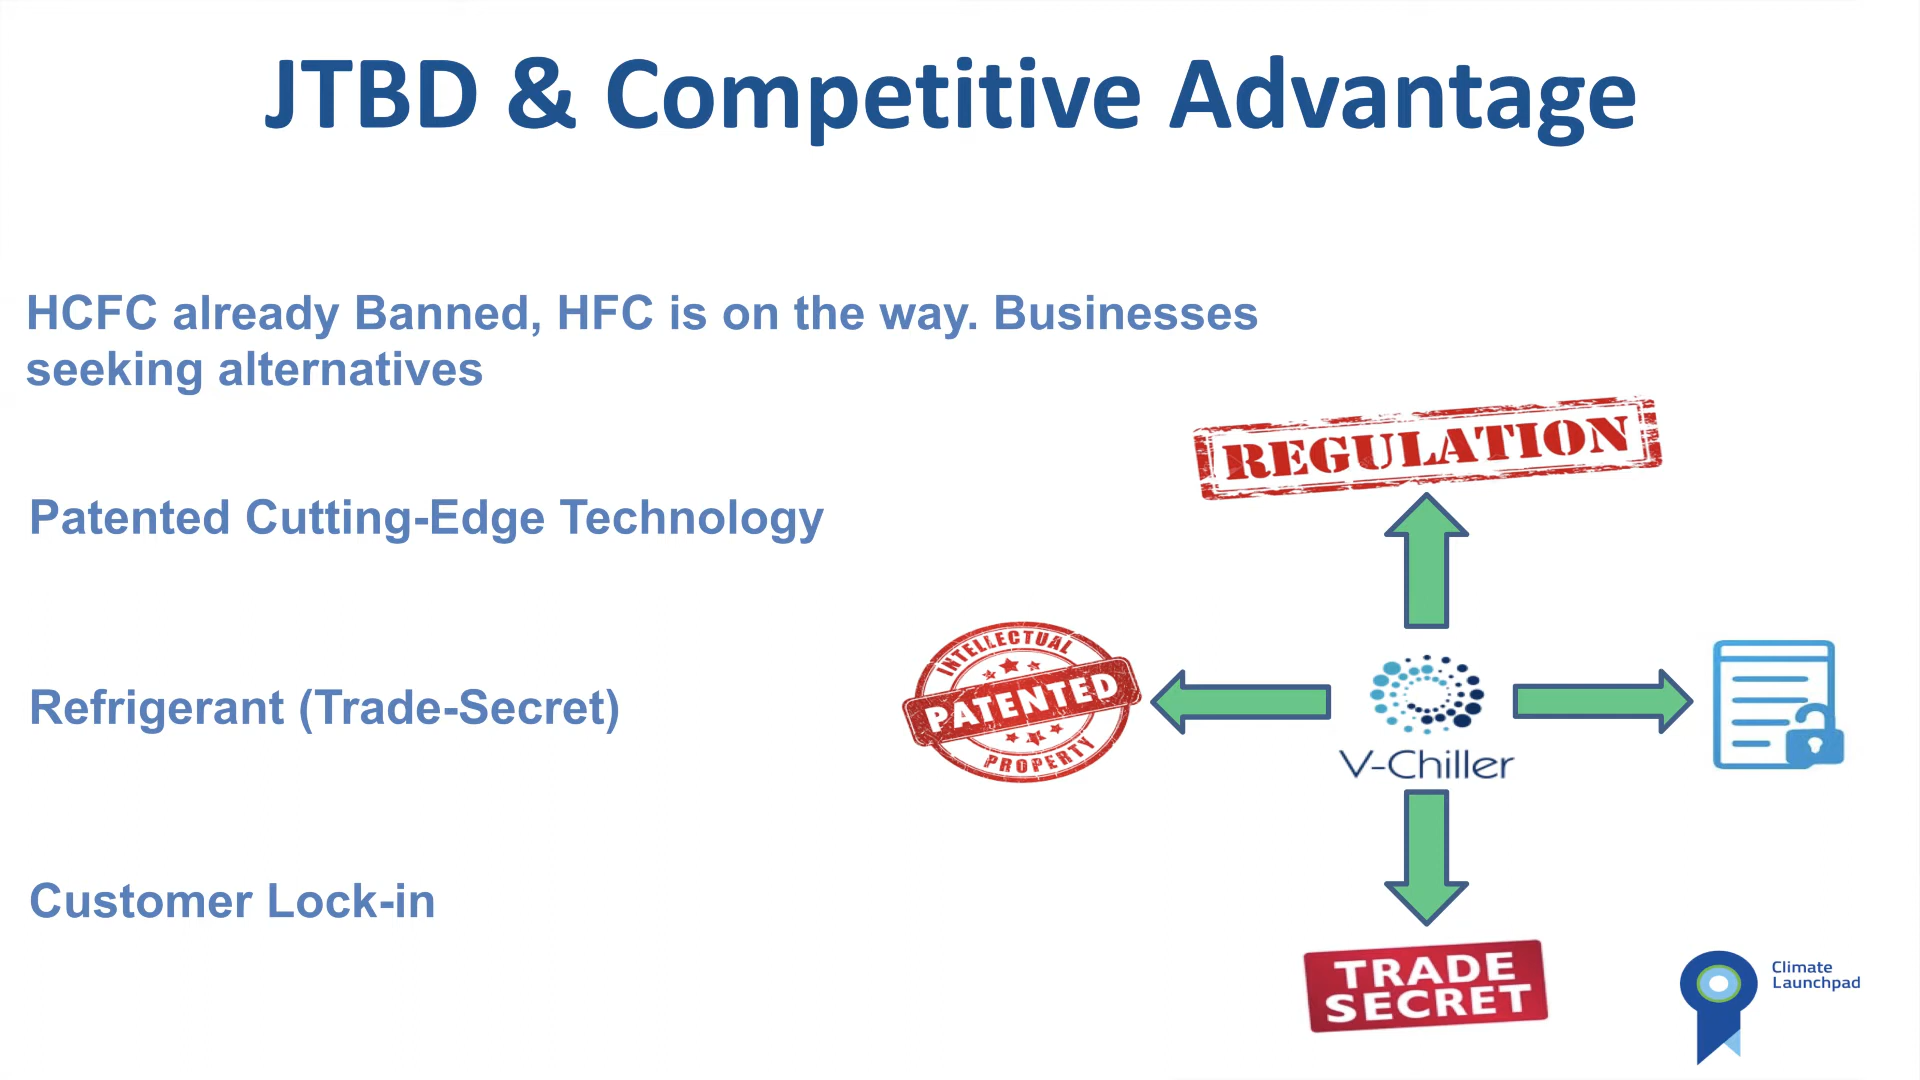 JTBD & Competitive Advantage
HCFC already Banned, HFC is on the way. Businesses
seeking alternatives
Patented Cutting-Edge Technology
Refrigerant (Trade-Secret)
Customer Lock-in
REGULATION
INTELLECTUAL
PATENTED
PROPERTY
V-Chiller
TRADE
SECRET
Climate
Launchpad